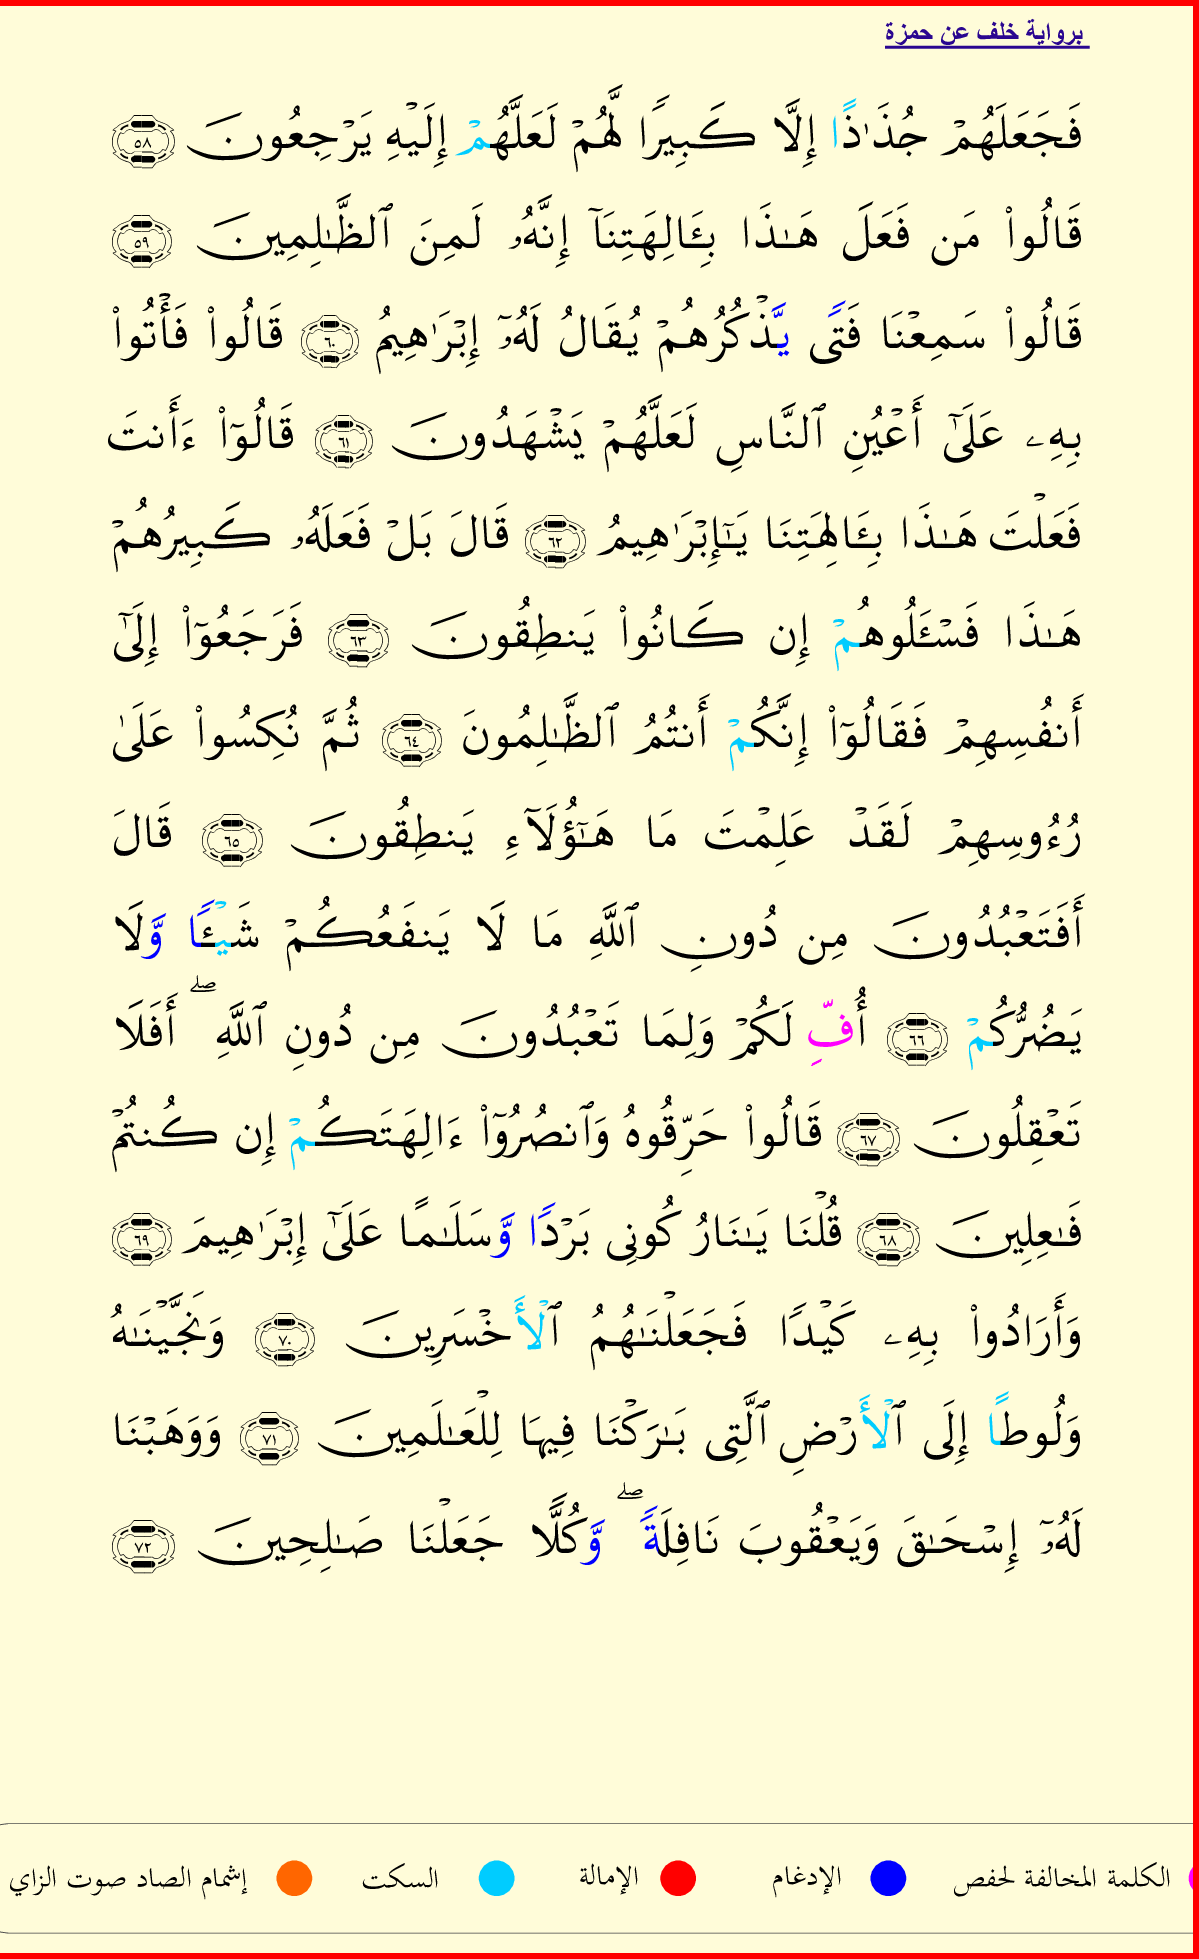 برواية خلف عن حمزة
فَجَعَلَهُمۡ جُذَٰذًا إِلَّا كَبِيرًا لَّهُمۡ لَعَلَّهُمۡ إِلَيۡهِ يَرۡجِعُونَ ٥٨
قَالُواْ مَن فَعَلَ هَٰذَا بِـَٔالِهَتِنَآ إِنَّهُۥ لَمِنَ ٱلظَّٰلِمِينَ ٥٩
قَالُواْ سَمِعۡنَا فَتًى يَّذۡكُرُهُمۡ يُقَالُ لَهُۥٓ إِبۡرَٰهِيمُ ٦٠ قَالُواْ فَأۡتُواْ
بِهِۦ عَلَىٰٓ أَعۡيُنِ ٱلنَّاسِ لَعَلَّهُمۡ يَشۡهَدُونَ ٦١ قَالُوٓاْ ءَأَنتَ
فَعَلۡتَ هَٰذَا بِـَٔالِهَتِنَا يَٰٓإِبۡرَٰهِيمُ ٦٢ قَالَ بَلۡ فَعَلَهُۥ كَبِيرُهُمۡ
هَٰذَا فَسۡـَٔلُوهُمۡ إِن كَانُواْ يَنطِقُونَ ٦٣ فَرَجَعُوٓاْ إِلَىٰٓ
أَنفُسِهِمۡ فَقَالُوٓاْ إِنَّكُمۡ أَنتُمُ ٱلظَّٰلِمُونَ ٦٤ ثُمَّ نُكِسُواْ عَلَىٰ
رُءُوسِهِمۡ لَقَدۡ عَلِمۡتَ مَا هَٰٓؤُلَآءِ يَنطِقُونَ ٦٥ قَالَ
أَفَتَعۡبُدُونَ مِن دُونِ ٱللَّهِ مَا لَا يَنفَعُكُمۡ شَيۡـًٔا وَّلَا
يَضُرُّكُمۡ ٦٦ أُفِّ لَكُمۡ وَلِمَا تَعۡبُدُونَ مِن دُونِ ٱللَّهِۖ أَفَلَا
تَعۡقِلُونَ ٦٧ قَالُواْ حَرِّقُوهُ وَٱنصُرُوٓاْ ءَالِهَتَكُمۡ إِن كُنتُمۡ
فَٰعِلِينَ ٦٨ قُلۡنَا يَٰنَارُ كُونِي بَرۡدًا وَّسَلَٰمًا عَلَىٰٓ إِبۡرَٰهِيمَ ٦٩
وَأَرَادُواْ بِهِۦ كَيۡدًا فَجَعَلۡنَٰهُمُ ٱلۡأَخۡسَرِينَ ٧٠ وَنَجَّيۡنَٰهُ
وَلُوطًا إِلَى ٱلۡأَرۡضِ ٱلَّتِي بَٰرَكۡنَا فِيهَا لِلۡعَٰلَمِينَ ٧١ وَوَهَبۡنَا
لَهُۥٓ إِسۡحَٰقَ وَيَعۡقُوبَ نَافِلَةًۖ وَّكُلًّا جَعَلۡنَا صَٰلِحِينَ ٧٢
الكلمة المخالفة لحفص الإدغام الإمالة السكت إشمام الصاد صوت الزاي